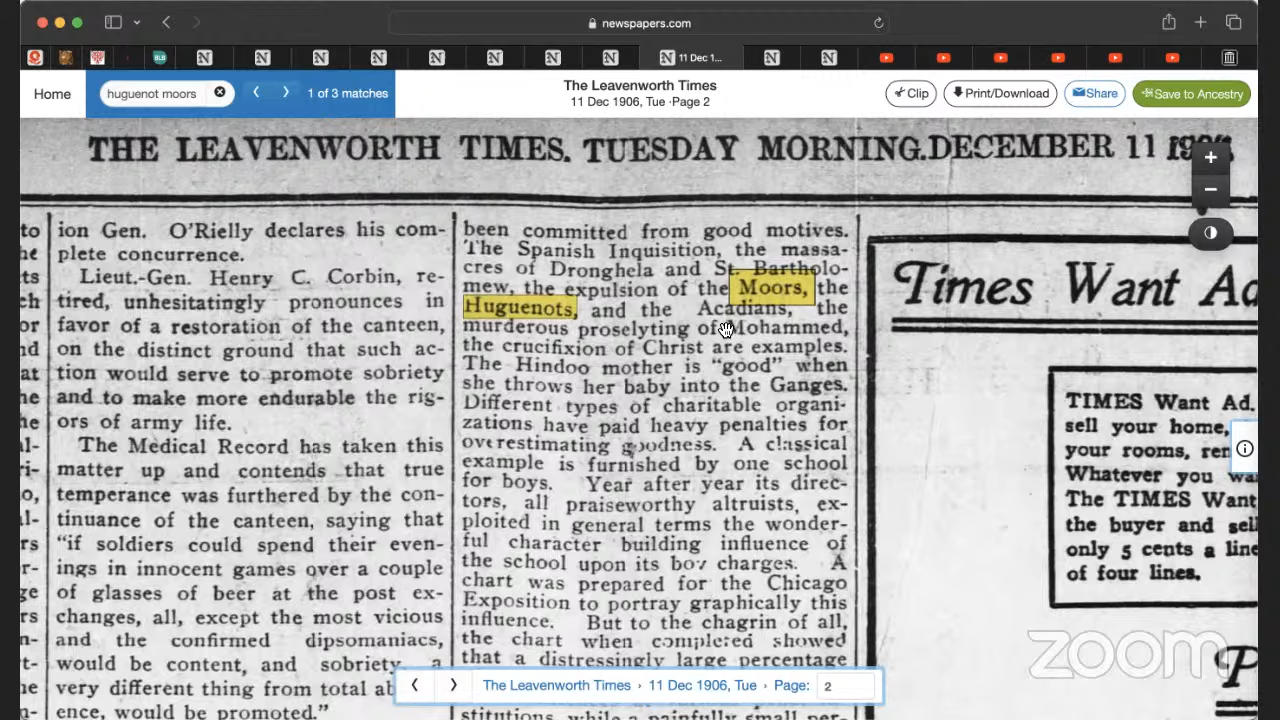 newspapers.com
11 Dec 1...
Home
huguenot moors
1 of 3 matches
The Leavenworth Times
11 Dec 1906, Tue · Page 2
Clip
Print/Download
Share
Save to Ancestry
THE LEAVENWORTH TIMES. TUESDAY MORNING. DECEMBER 11
ion Gen. O'Rielly declares his com-
plete concurrence.
Lieut.-Gen. Henry C. Corbin, re-
tired, unhesitatingly pronounces in
favor of a restoration of the canteen,
on the distinct ground that such ac-
tion would serve to promote sobriety
and to make more endurable the rig-
ors of army life.
The Medical Record has taken this
matter up and contends that true
temperance was furthered by the con-
tinuance of the canteen, saying that
"if soldiers could spend their even-
ings in innocent games over a couple
of glasses of beer at the post ex-
changes, all, except the most vicious
and the confirmed dipsomaniacs,
would be content, and sobriety, a
very different thing from total ab
ence, would be promoted."
been committed from good motives.
The Spanish Inquisition, the massa-
cres of Dronghela and St. Bartholo-
mew, the expulsion of the Moors, the
Huguenots, and the Acadians, the
murderous proselyting of Mohammed,
the crucifixion of Christ are examples.
The Hindoo mother is "good" when
she throws her baby into the Ganges.
Different types of charitable organi-
zations have paid heavy penalties for
overestimating goodness. A classical
example is furnished by one school
for boys. Year after year its direc-
tors, all praiseworthy altruists, ex-
ploited in general terms the wonder-
ful character building influence of
the school upon its boy charges. A
chart was prepared for the Chicago
Exposition to portray graphically this
influence. But to the chagrin of all,
the chart when completed showed
that a distressingly large percentage
stitutions, while a painfully small per-
Times Want Ad
TIMES Want Ad.
sell your home,
your rooms, ren
Whatever you wa
The TIMES Want
the buyer and sel
only 5 cents a line
of four lines.
The Leavenworth Times › 11 Dec 1906, Tue › Page: 2
zoom